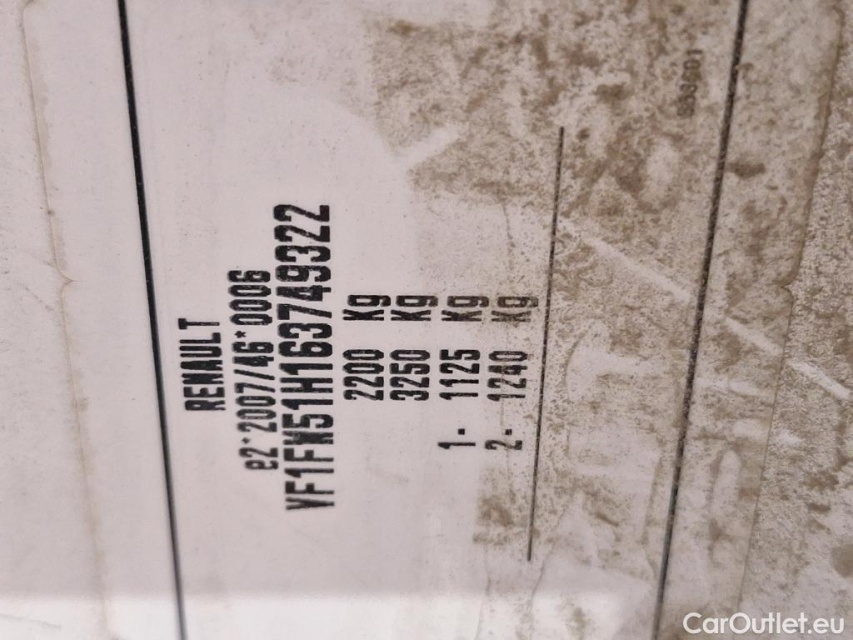 RENAULT
e2*2007/46*0006
VF1FW51H163749322
2200 Kg
3250 Kg
1- 1125 Kg
2- 1240 Kg
CarOutlet.eu